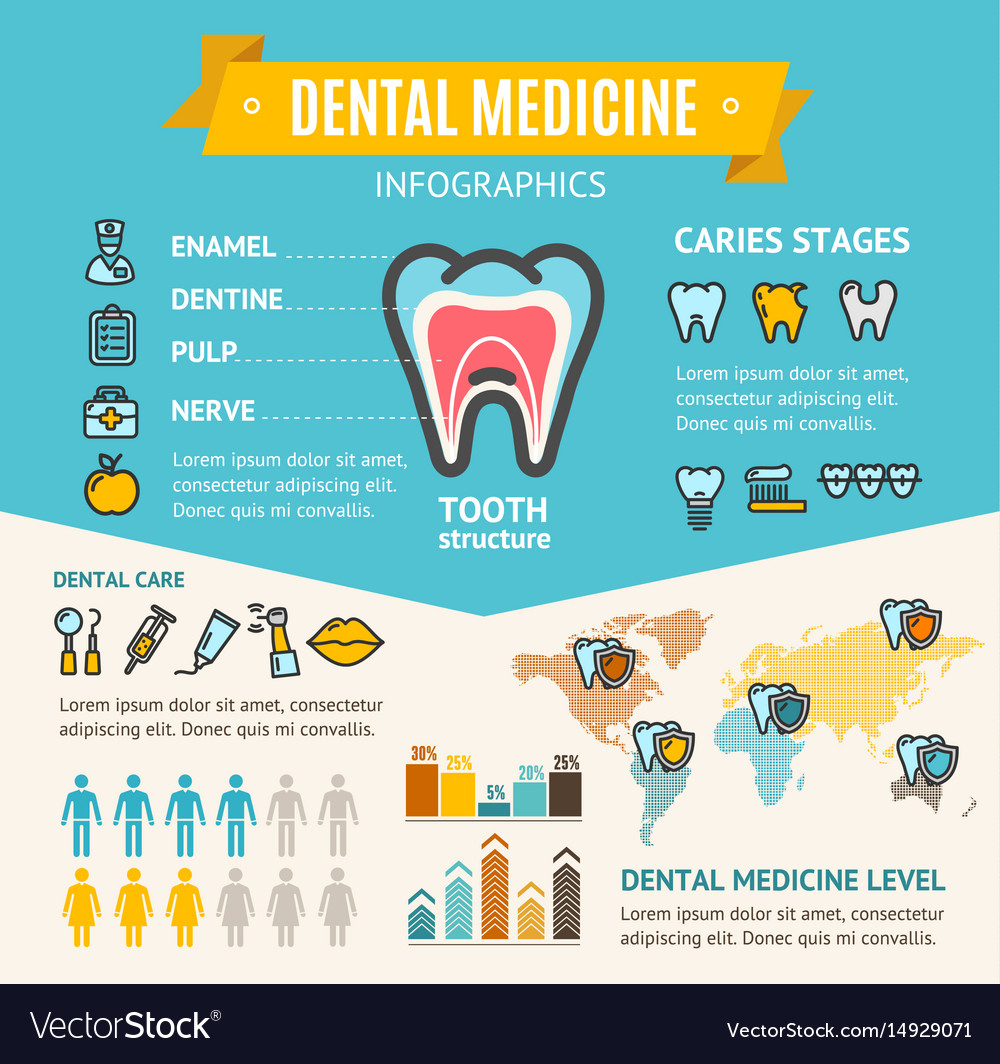 DENTAL MEDICINE
INFOGRAPHICS
ENAMEL
DENTINE
PULP
NERVE
Lorem ipsum dolor sit amet,
consectetur adipiscing elit.
Donec quis mi convallis.
TOOTH
structure
CARIES STAGES
Lorem ipsum dolor sit amet,
consectetur adipiscing elit.
Donec quis mi convallis.
DENTAL CARE
Lorem ipsum dolor sit amet, consectetur
adipiscing elit. Donec quis mi convallis.
30% 25% 5% 20% 25%
DENTAL MEDICINE LEVEL
Lorem ipsum dolor sit amet, consectetur
adipiscing elit. Donec quis mi convallis.
VectorStock®
VectorStock.com/14929071